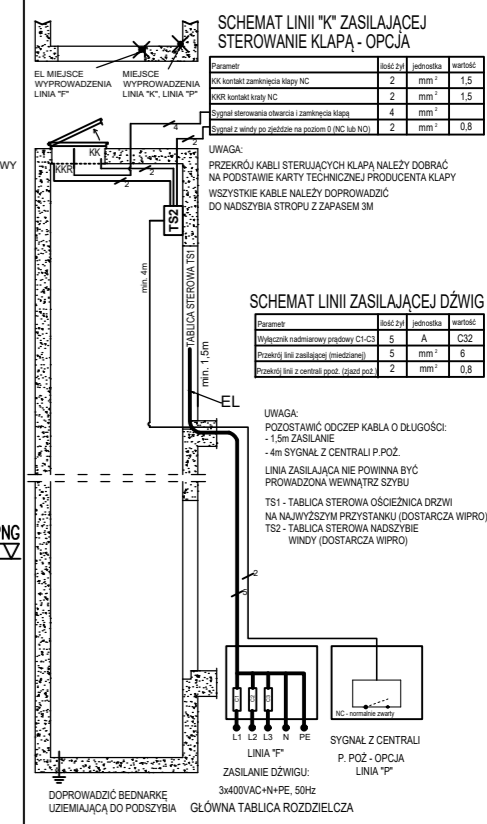 SCHEMAT LINII "K" ZASILAJĄCEJ
STEROWANIE KLAPĄ - OPCJA
Parametr ilość żył jednostka wartość
KK kontakt zamknięcia klapy NC 2 mm² 1,5
KKR kontakt kraty NC 2 mm² 1,5
Sygnał sterowania otwarcia i zamknięcia klapą 4 mm²
Sygnał z windy po zjeździe na poziom 0 (NC lub NO) 2 mm² 0,8
EL MIEJSCE
WYPROWADZENIA
LINIA "F"
MIEJSCE
WYPROWADZENIA
LINIA "K", LINIA "P"
UWAGA:
PRZEKRÓJ KABLI STERUJĄCYCH KLAPĄ NALEŻY DOBRAĆ
NA PODSTAWIE KARTY TECHNICZNEJ PRODUCENTA KLAPY
WSZYSTKIE KABLE NALEŻY DOPROWADZIĆ
DO NADSZYBIA STROPU Z ZAPASEM 3M
WY
4
2
KK
KKR
2
2
TS2
min. 4m
TABLICA STEROWA TS1
min. 1,5m
EL
SCHEMAT LINII ZASILAJĄCEJ DŹWIG
Parametr ilość żył jednostka wartość
Wyłącznik nadmiarowy prądowy C1-C3 5 A C32
Przekrój linii zasilającej (miedzianej) 5 mm² 6
Przekrój linii z centrali ppoż. (zjazd poż.) 2 mm² 0,8
UWAGA:
POZOSTAWIĆ ODCZEP KABLA O DŁUGOŚCI:
- 1,5m ZASILANIE
- 4m SYGNAŁ Z CENTRALI P.POŻ.
LINIA ZASILAJĄCA NIE POWINNA BYĆ
PROWADZONA WEWNĄTRZ SZYBU
TS1 - TABLICA STEROWA OŚCIEŻNICA DRZWI
NA NAJWYŻSZYM PRZYSTANKU (DOSTARCZA WIPRO)
TS2 - TABLICA STEROWA NADSZYBIE
WINDY (DOSTARCZA WIPRO)
PNG
2
5
C1 C2 C3
L1 L2 L3 N PE
NC - normalnie zwarty
LINIA "F"
ZASILANIE DŹWIGU:
3x400VAC+N+PE, 50Hz
GŁÓWNA TABLICA ROZDZIELCZA
SYGNAŁ Z CENTRALI
P. POŻ - OPCJA
LINIA "P"
DOPROWADZIĆ BEDNARKĘ
UZIEMIAJĄCĄ DO PODSZYBIA